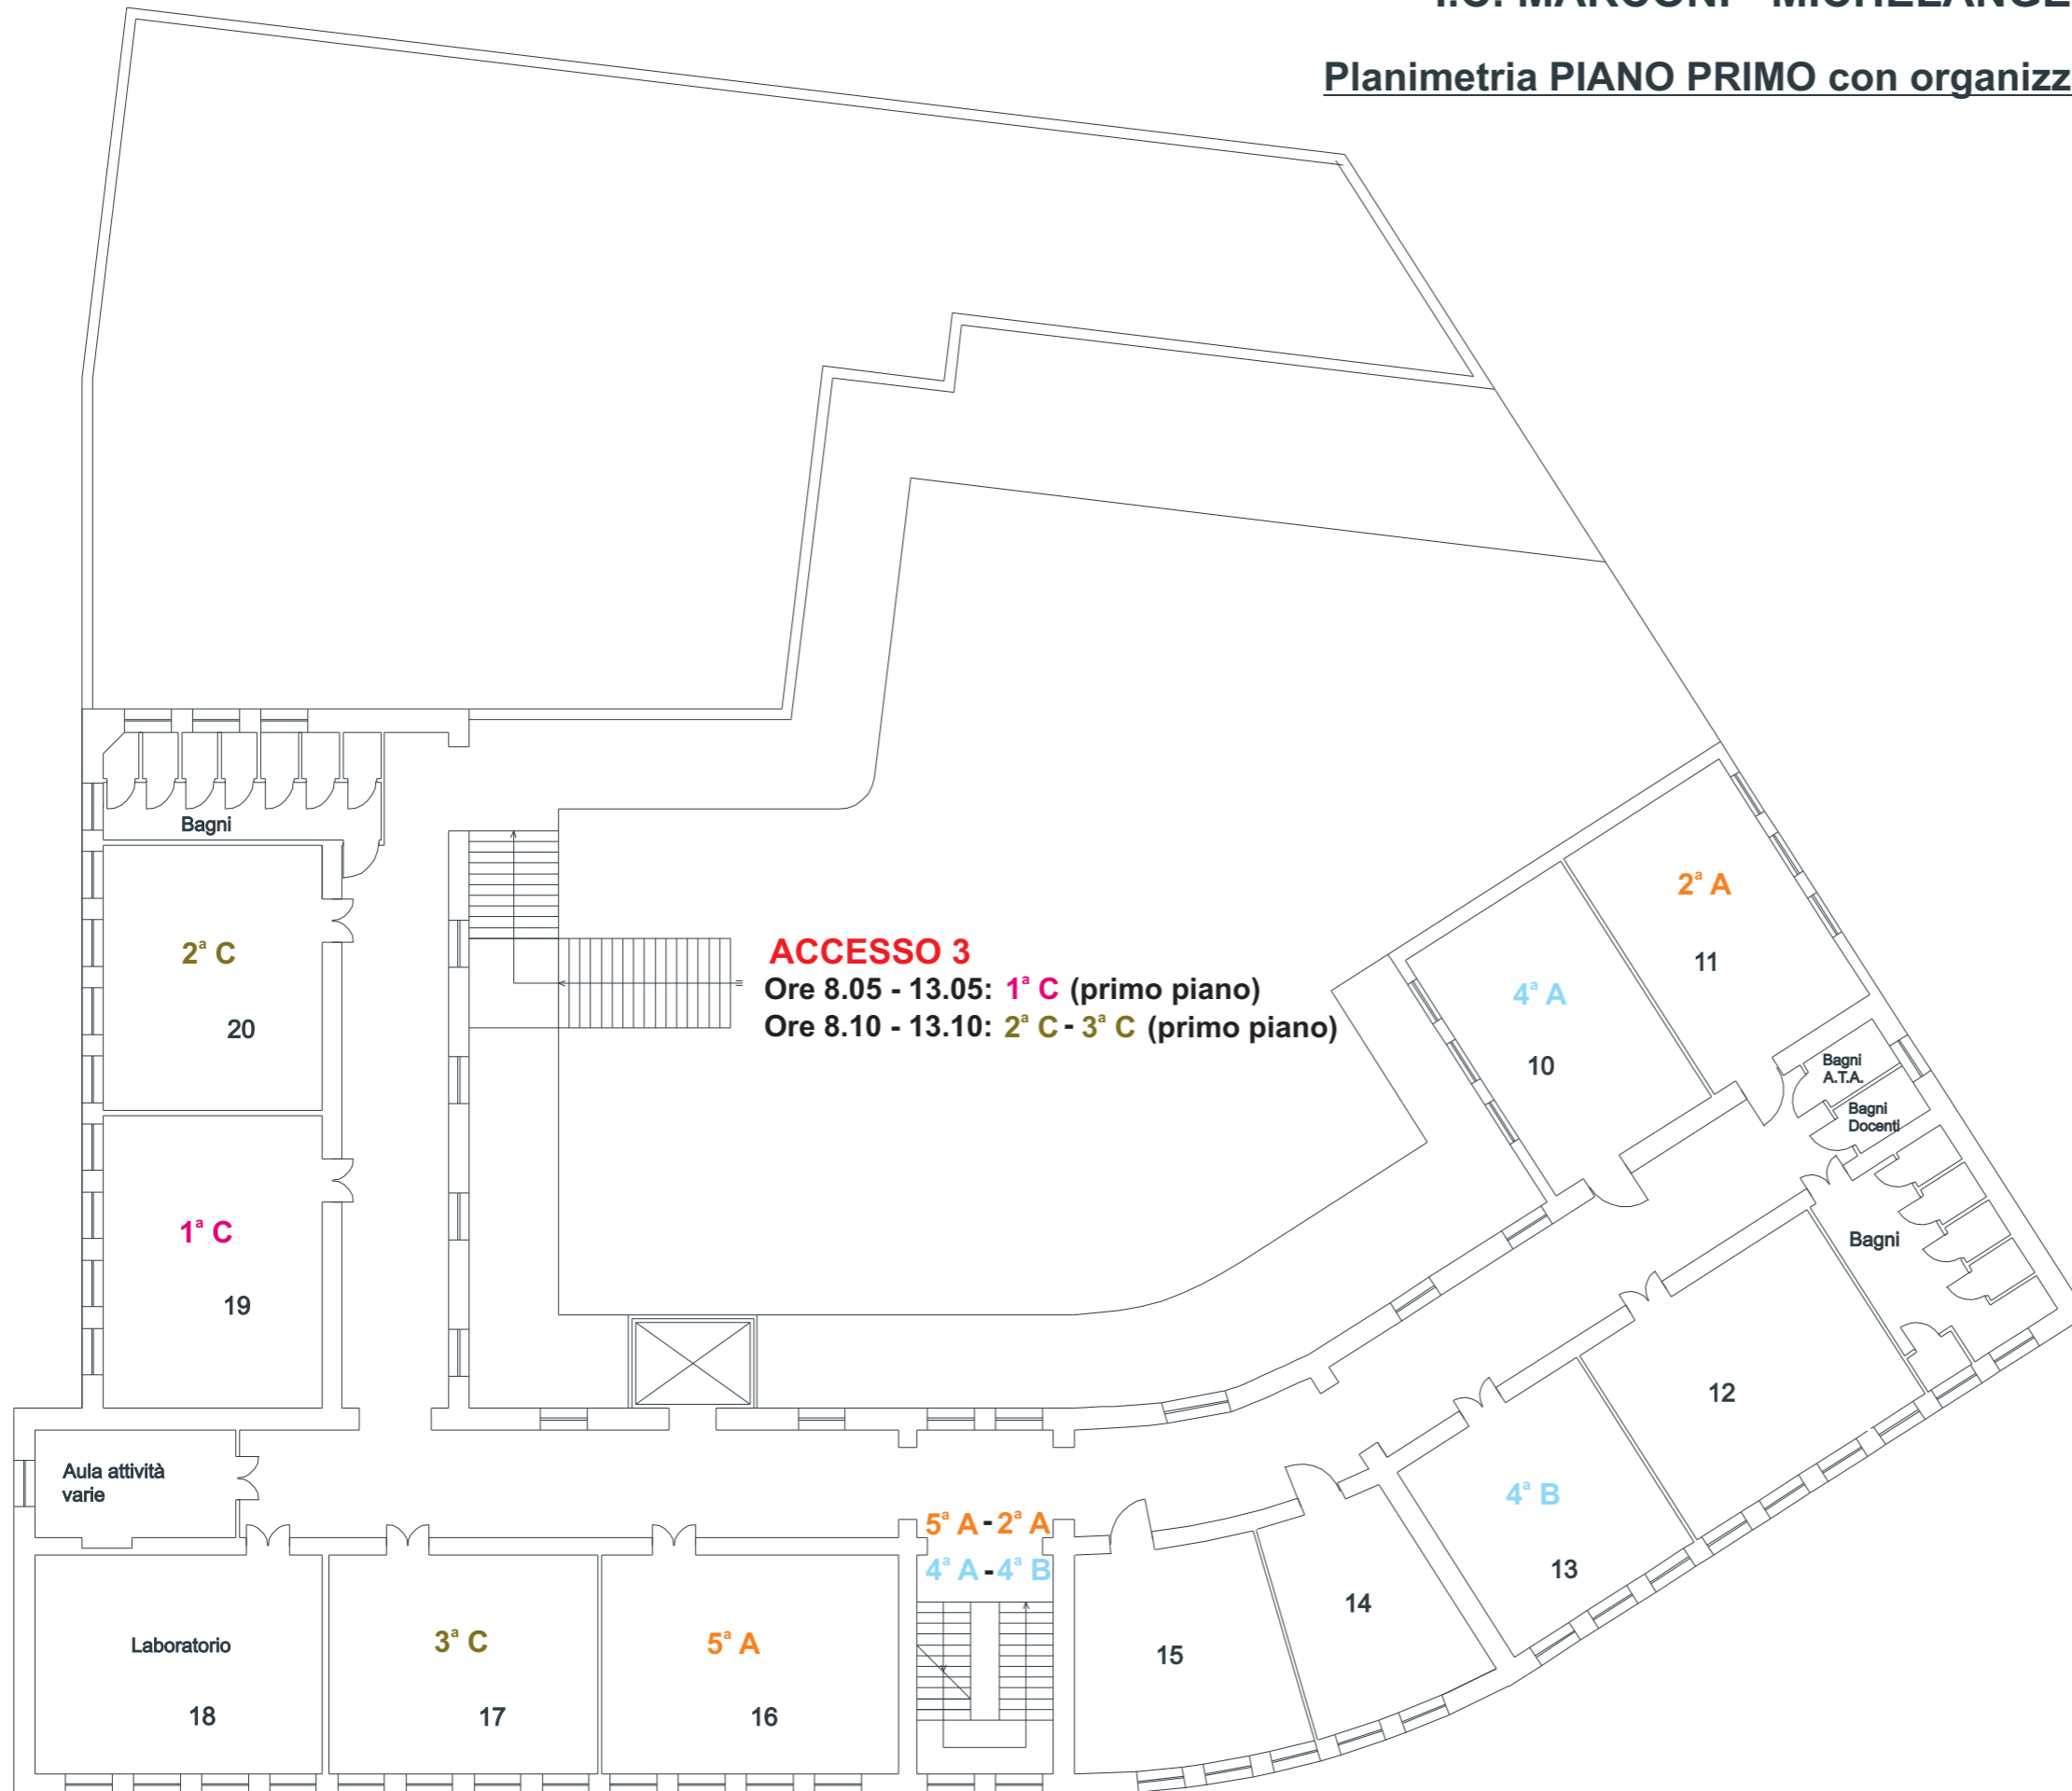 Planimetria PIANO PRIMO con organizz
Bagni
2ª C
20
1ª C
19
ACCESSO 3
Ore 8.05 - 13.05: 1ª C (primo piano)
Ore 8.10 - 13.10: 2ª C - 3ª C (primo piano)
2ª A
11
4ª A
10
Bagni
A.T.A.
Bagni
Docenti
Bagni
12
4ª B
13
14
15
5ª A - 2ª A
4ª A - 4ª B
Aula attività
varie
Laboratorio
18
3ª C
17
5ª A
16